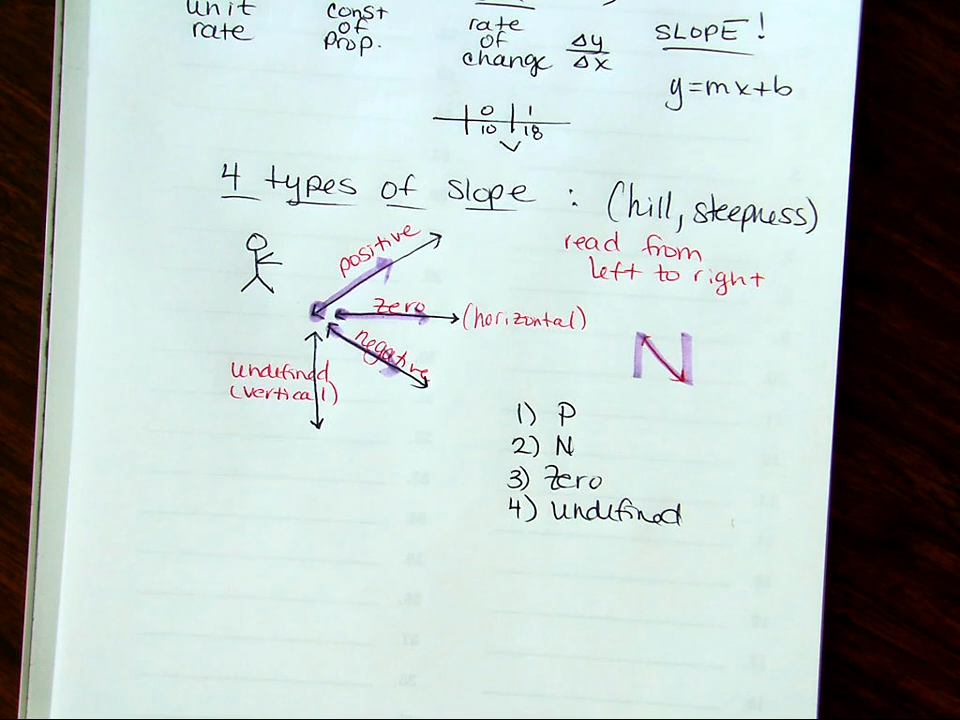 unit rate
const of prop.
rate of change Δy/Δx
SLOPE!
y=mx+b
0 1
10 18
4 types of slope : (hill, steepness)
read from
left to right
positive
zero (horizontal)
negative
undefined
(vertical)
N
1) P
2) N
3) Zero
4) undefined